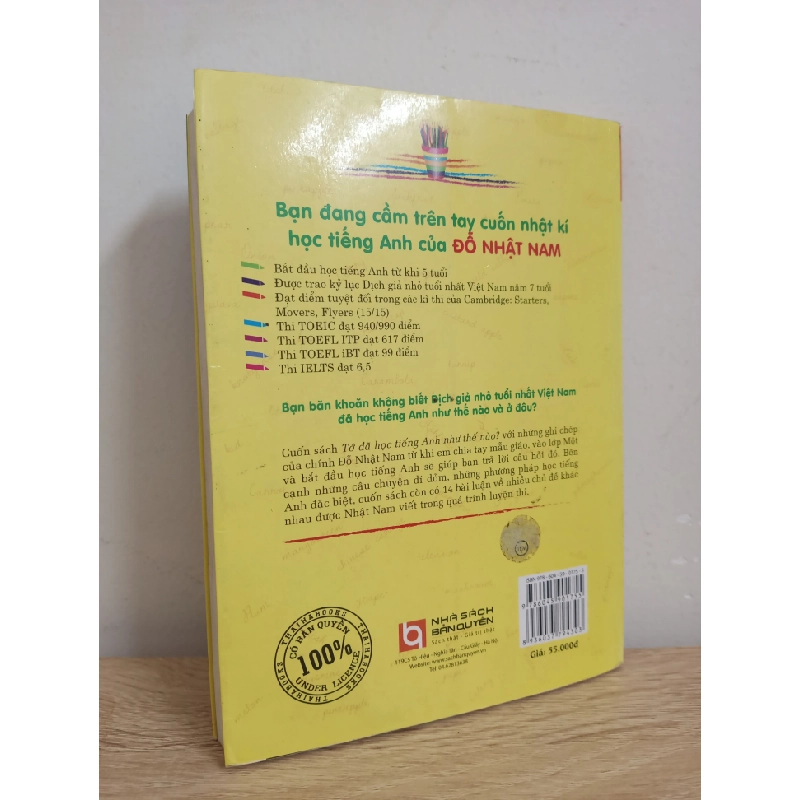 Bạn đang cầm trên tay cuốn nhật kí
học tiếng Anh của ĐỖ NHẬT NAM
Bắt đầu học tiếng Anh từ khi 5 tuổi
Được trao kỷ lục Dịch giả nhỏ tuổi nhất Việt Nam năm 7 tuổi
Đạt điểm tuyệt đối trong các kì thi của Cambridge: Starters,
Movers, Flyers (15/15)
Thi TOEIC đạt 940/990 điểm
Thi TOEFL ITP đạt 617 điểm
Thi TOEFL iBT đạt 99 điểm
Thi IELTS đạt 6,5
Bạn băn khoăn không biết Dịch giả nhỏ tuổi nhất Việt Nam
đã học tiếng Anh như thế nào và ở đâu?
Cuốn sách Tớ đã học tiếng Anh như thế nào? với những ghi chép
của chính Đỗ Nhật Nam từ khi em chia tay mẫu giáo, vào lớp Một
và bắt đầu học tiếng Anh sẽ giúp bạn trả lời câu hỏi đó. Bên
cạnh những câu chuyện dí dỏm, những phương pháp học tiếng
Anh đặc biệt, cuốn sách còn có 14 bài luận về nhiều chủ đề khác
nhau được Nhật Nam viết trong quá trình luyện thi.
THAIHABOOKS
CÓ BẢN QUYỀN
100%
UNDER LICENCE
THAIHABOOKS
NHÀ SÁCH
BẢN QUYỀN
Giá: 55.000đ